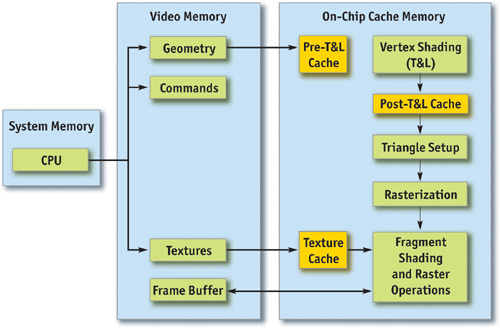 Video Memory
On-Chip Cache Memory
System Memory
CPU
Geometry
Commands
Textures
Frame Buffer
Pre-T&L
Cache
Texture
Cache
Vertex Shading
(T&L)
Post-T&L Cache
Triangle Setup
Rasterization
Fragment
Shading
and Raster
Operations